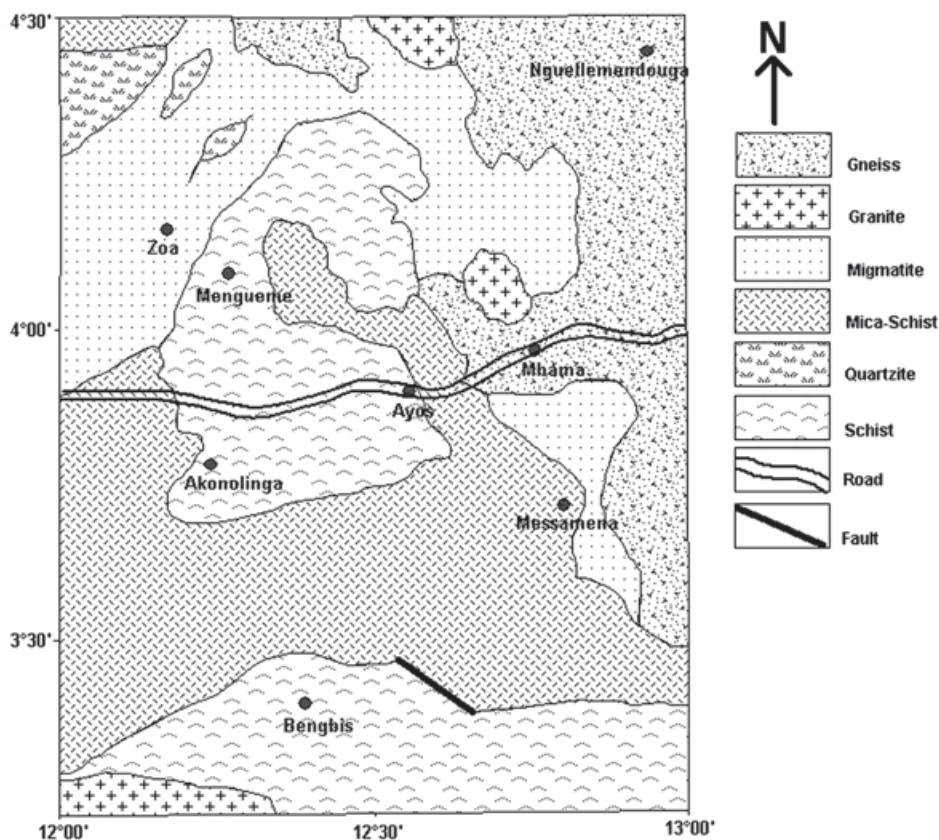 4°30'
N
Nguellemendouga
Gneiss
Granite
Zoa
Migmatite
Mengueme
4°00'
Mica-Schist
Mbama
Quartzite
Ayos
Schist
Akonolinga
Road
Messamena
Fault
3°30'
Bengbis
12°00'
12°30'
13°00'